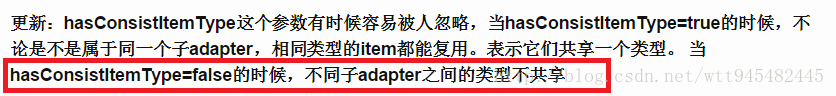 更新：hasConsistItemType这个参数有时候容易被人忽略，当hasConsistItemType=true的时候，不
论是不是属于同一个子adapter，相同类型的item都能复用。表示它们共享一个类型。 当
hasConsistItemType=false的时候，不同子adapter之间的类型不共享
blog.csdn.net/wtt945482445